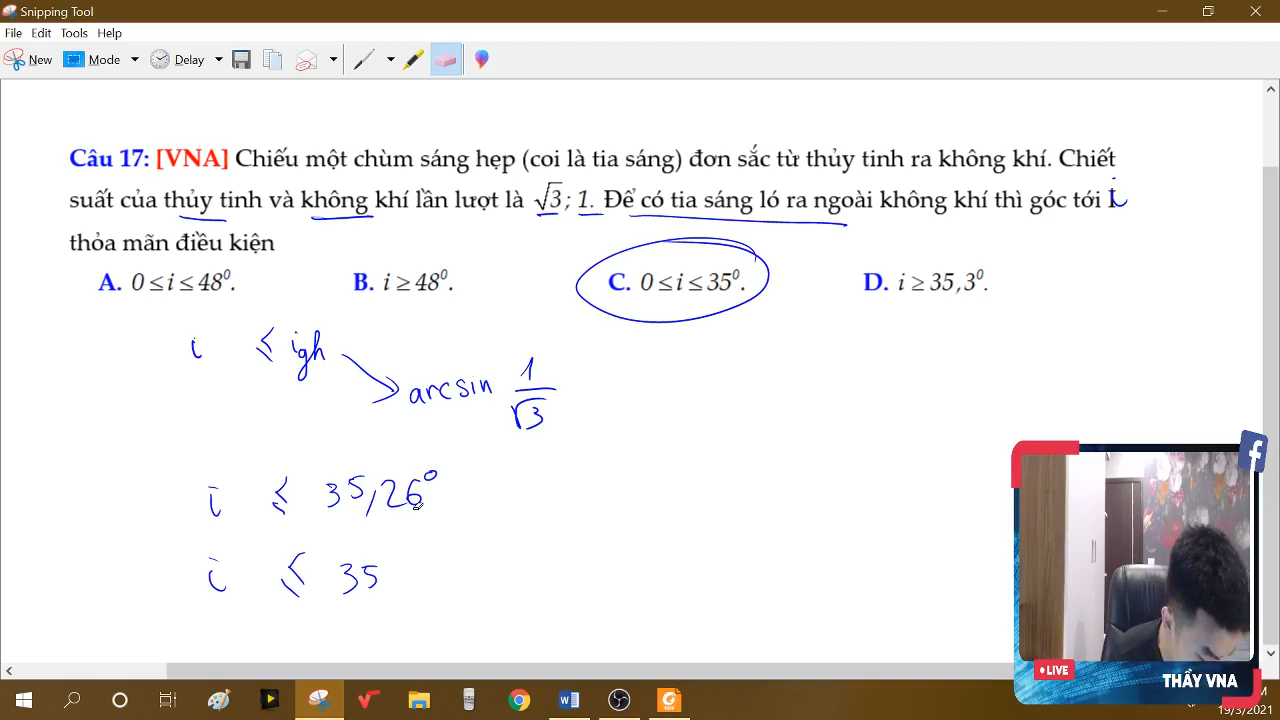 Snipping Tool
File Edit Tools Help
New Mode Delay
Câu 17: [VNA] Chiếu một chùm sáng hẹp (coi là tia sáng) đơn sắc từ thủy tinh ra không khí. Chiết
suất của thủy tinh và không khí lần lượt là √3; 1. Để có tia sáng ló ra ngoài không khí thì góc tới i
thỏa mãn điều kiện
A. 0 ≤ i ≤ 48⁰. B. i ≥ 48⁰. C. 0 ≤ i ≤ 35⁰. D. i ≥ 35,3⁰.
i ≤ igh
arcsin 1/√3
i ≤ 35,26⁰
i ≤ 35
LIVE
THẦY VNA
M
19/3/2021